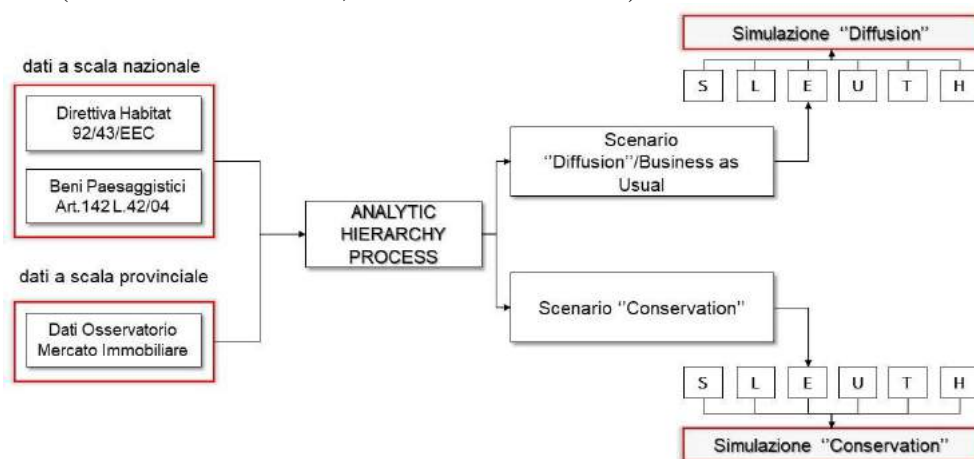 dati a scala nazionale
Direttiva Habitat
92/43/EEC
Beni Paesaggistici
Art.142 L.42/04
dati a scala provinciale
Dati Osservatorio
Mercato Immobiliare
ANALYTIC
HIERARCHY
PROCESS
Scenario
"Diffusion"/Business as
Usual
Scenario "Conservation"
Simulazione "Diffusion"
S L E U T H
S L E U T H
Simulazione "Conservation"